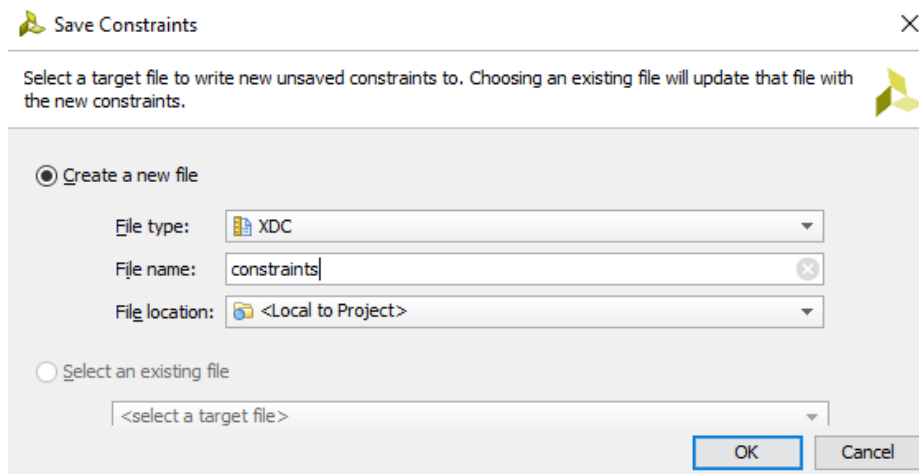 Save Constraints
Select a target file to write new unsaved constraints to. Choosing an existing file will update that file with
the new constraints.
Create a new file
File type: XDC
File name: constraints
File location: <Local to Project>
Select an existing file
<select a target file>
OK Cancel